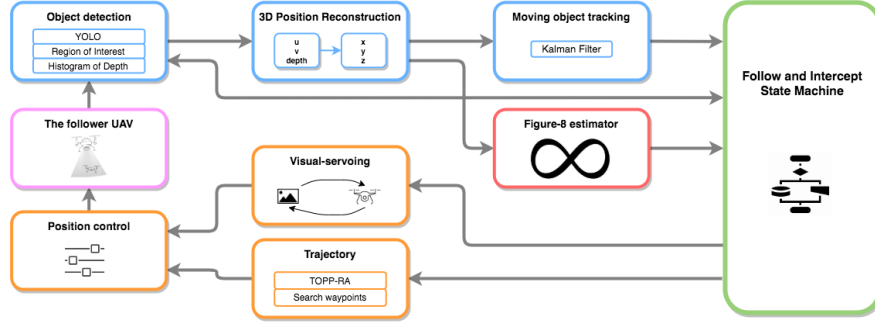 Object detection
YOLO
Region of Interest
Histogram of Depth
3D Position Reconstruction
u
v
depth
x
y
z
Moving object tracking
Kalman Filter
Follow and Intercept
State Machine
The follower UAV
Visual-servoing
Figure-8 estimator
Position control
Trajectory
TOPP-RA
Search waypoints